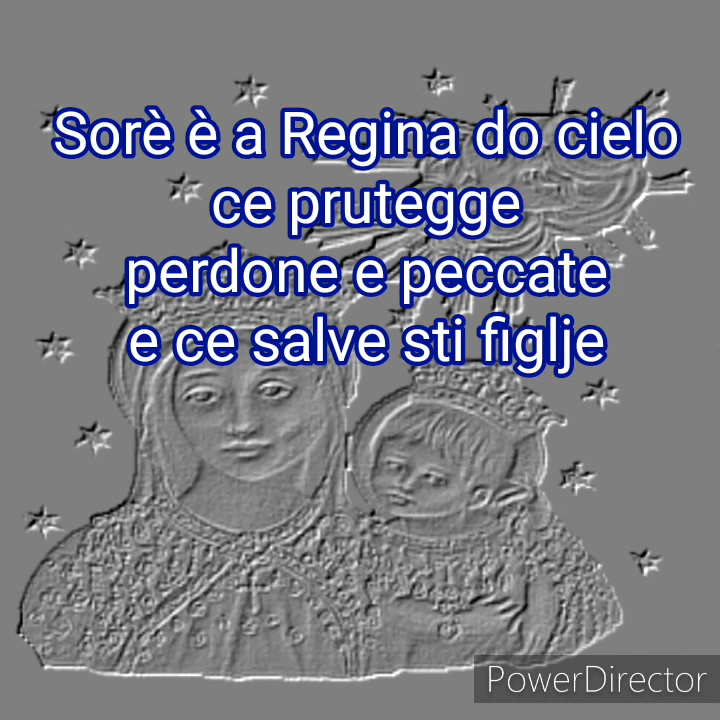 Sorè è a Regina do cielo
ce prutegge
perdone e peccate
e ce salve sti figlje
PowerDirector